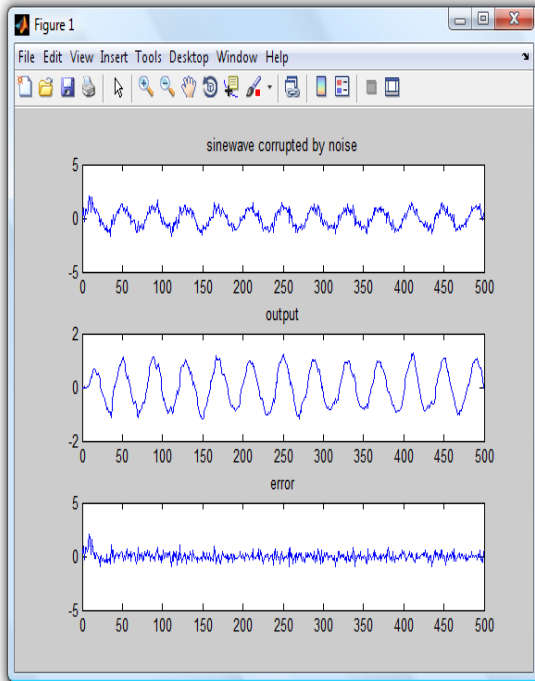 Figure 1
File Edit View Insert Tools Desktop Window Help
sinewave corrupted by noise
5
0
-5
0 50 100 150 200 250 300 350 400 450 500
output
2
0
-2
0 50 100 150 200 250 300 350 400 450 500
error
5
0
-5
0 50 100 150 200 250 300 350 400 450 500